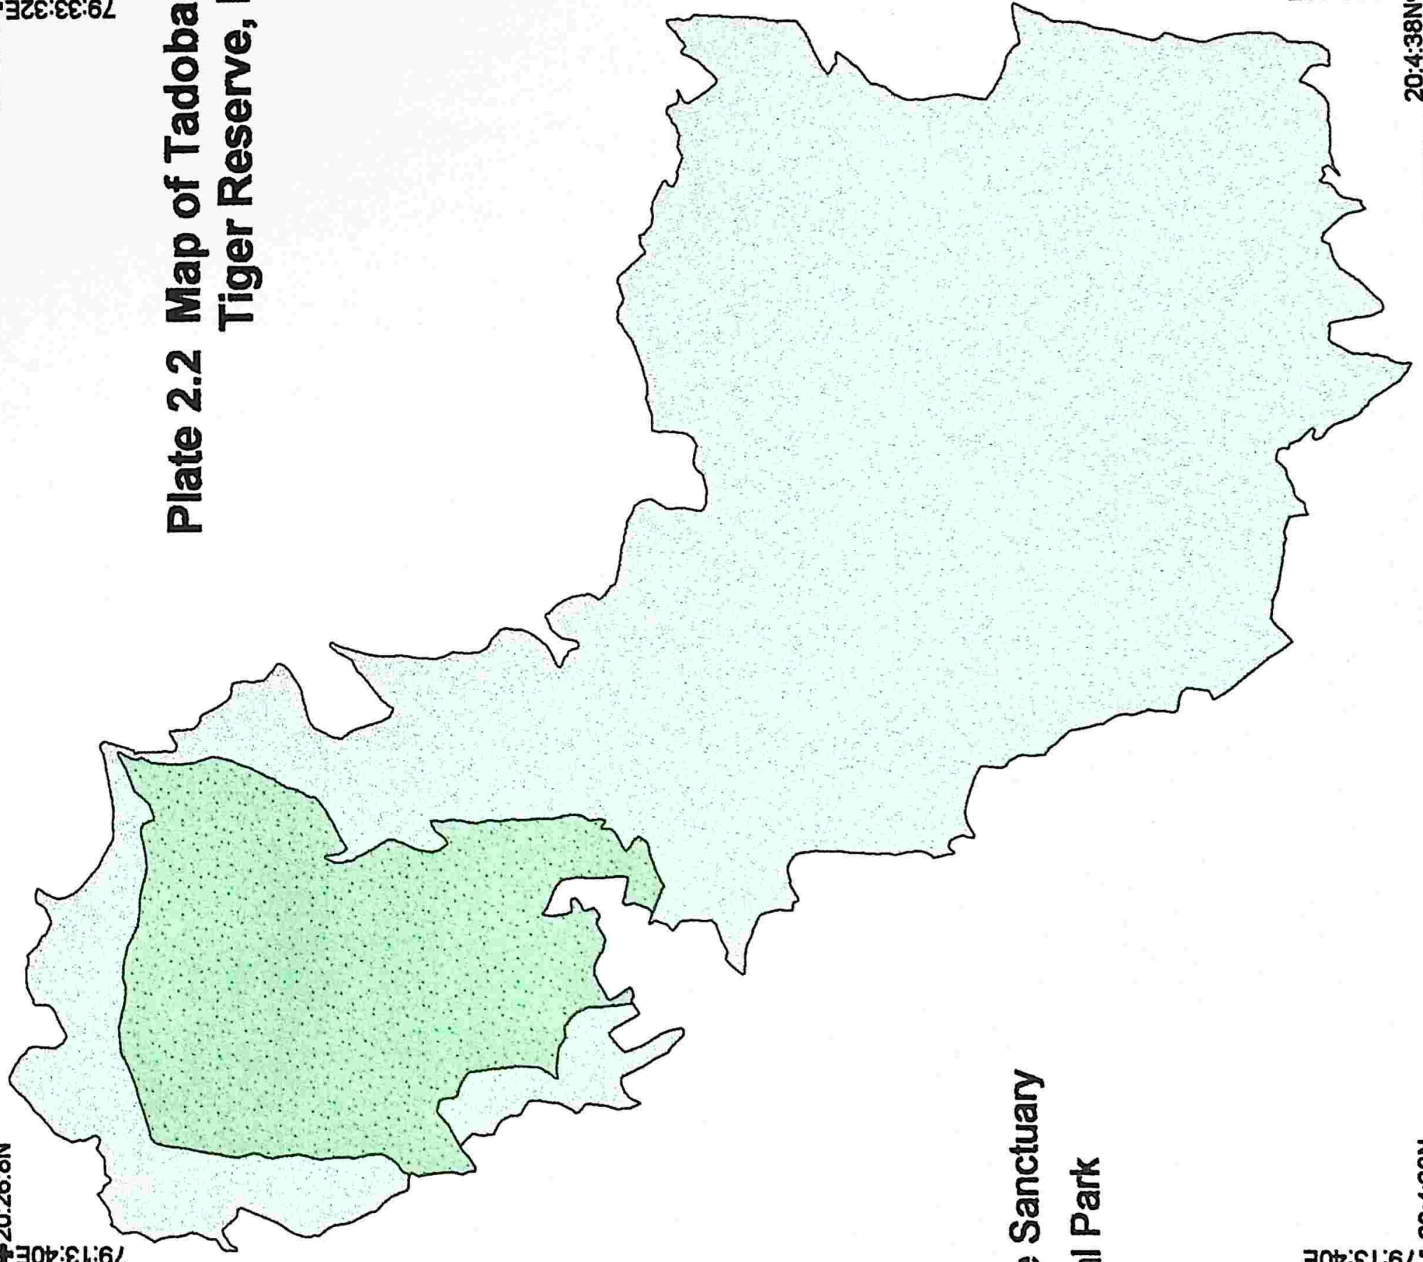 20:26:8N
79:13:40E
79:33:32E
Plate 2.2 Map of Tadoba
Tiger Reserve,
Sanctuary
Park
79:13:40E
20:4:38N